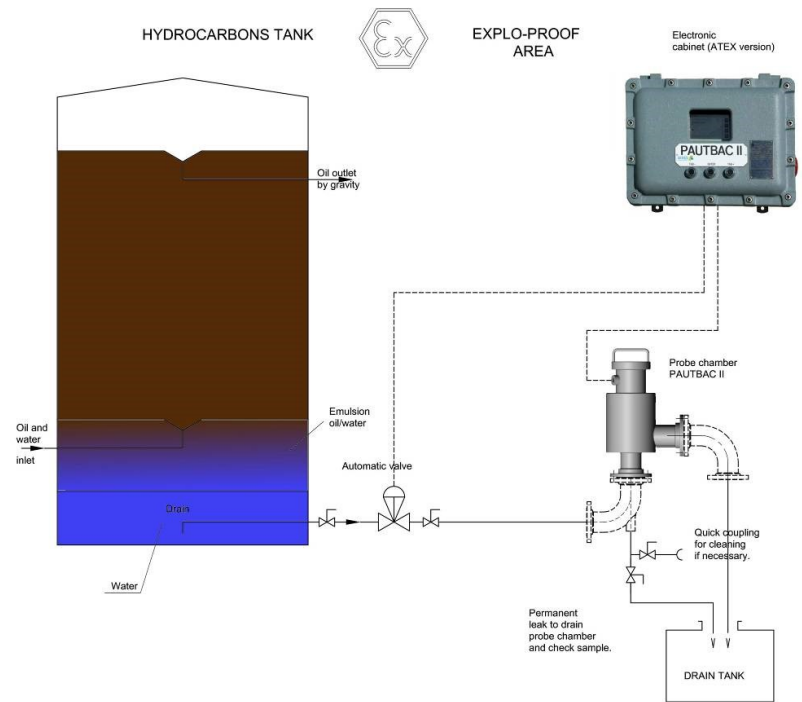 HYDROCARBONS TANK
Ex
EXPLO-PROOF
AREA
Electronic
cabinet (ATEX version)
PAUTBAC II
Oil outlet
by gravity
Probe chamber
PAUTBAC II
Emulsion
oil/water
Oil and
water
inlet
Automatic valve
Drain
Water
Quick coupling
for cleaning
if necessary.
Permanent
leak to drain
probe chamber
and check sample.
DRAIN TANK